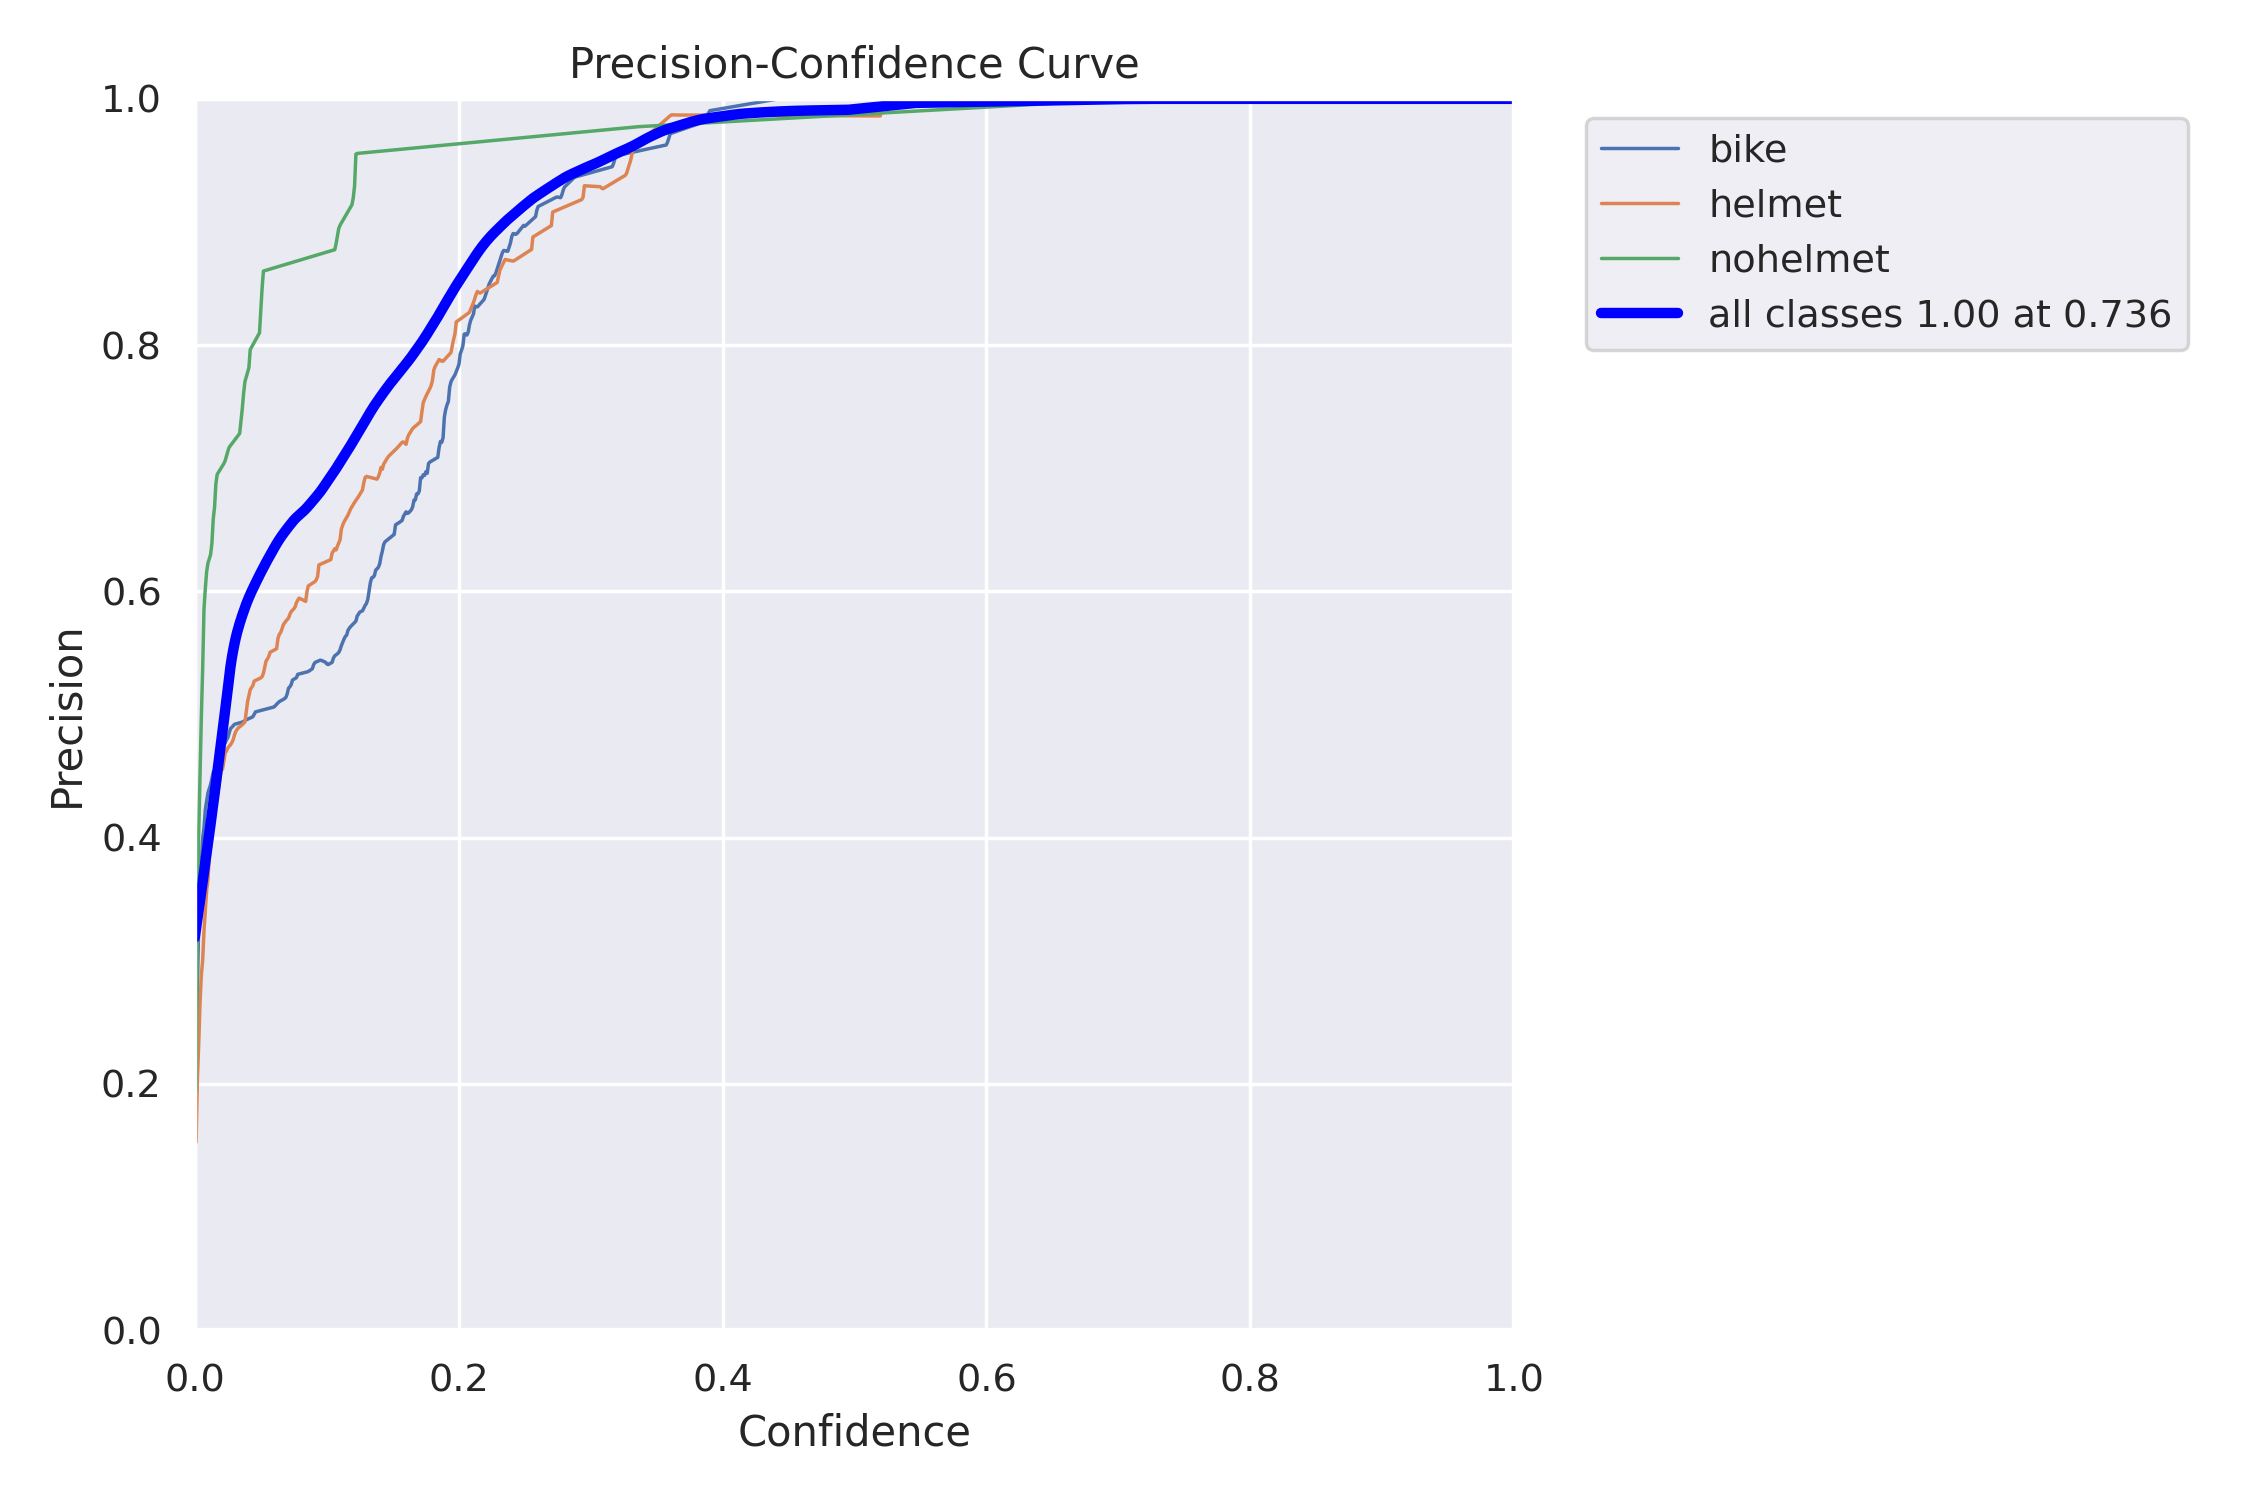 Precision-Confidence Curve
1.0
0.8
0.6
0.4
0.2
0.0
Precision
0.0 0.2 0.4 0.6 0.8 1.0
Confidence
bike
helmet
nohelmet
all classes 1.00 at 0.736